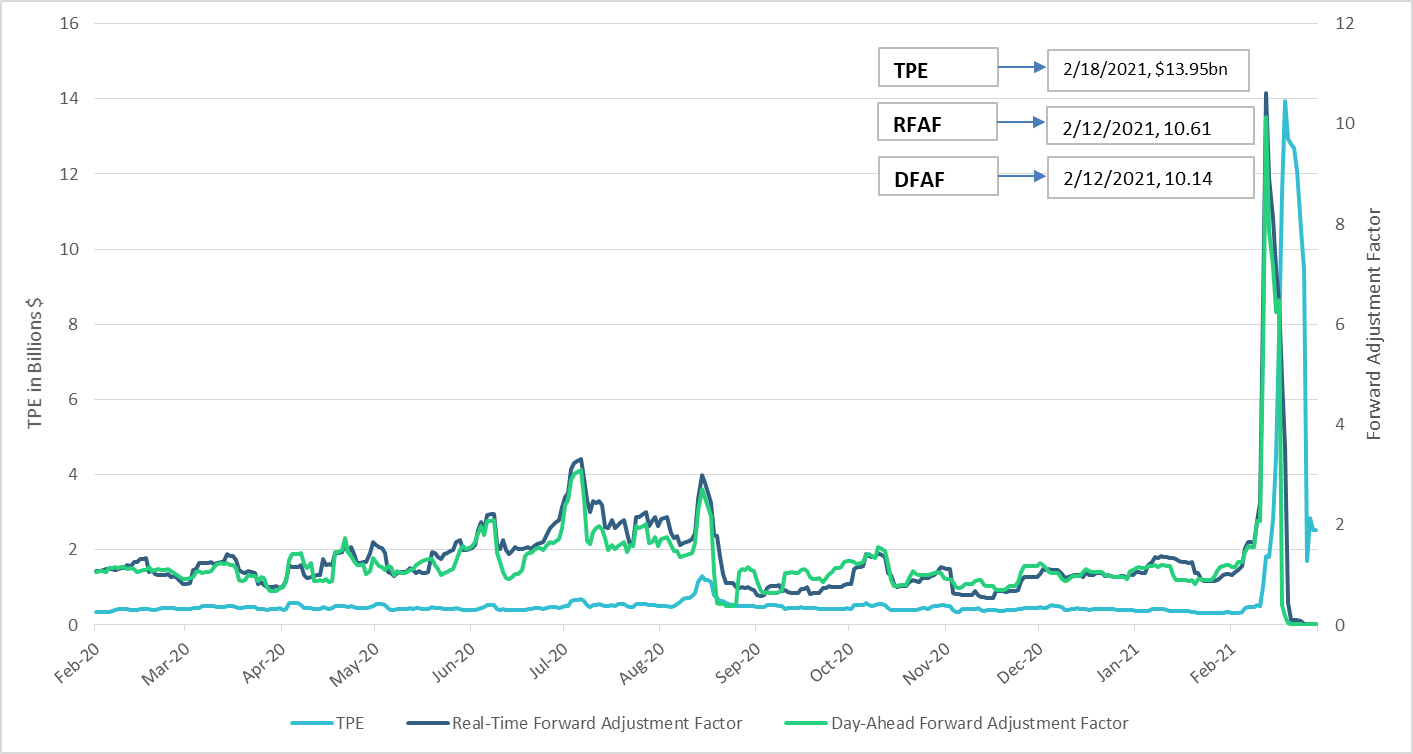 16
14
12
10
8
6
4
2
0
TPE in Billions $
12
10
8
6
4
2
0
Forward Adjustment Factor
TPE
2/18/2021, $13.95bn
RFAF
2/12/2021, 10.61
DFAF
2/12/2021, 10.14
Feb-20
Mar-20
Apr-20
May-20
Jun-20
Jul-20
Aug-20
Sep-20
Oct-20
Nov-20
Dec-20
Jan-21
Feb-21
TPE
Real-Time Forward Adjustment Factor
Day-Ahead Forward Adjustment Factor